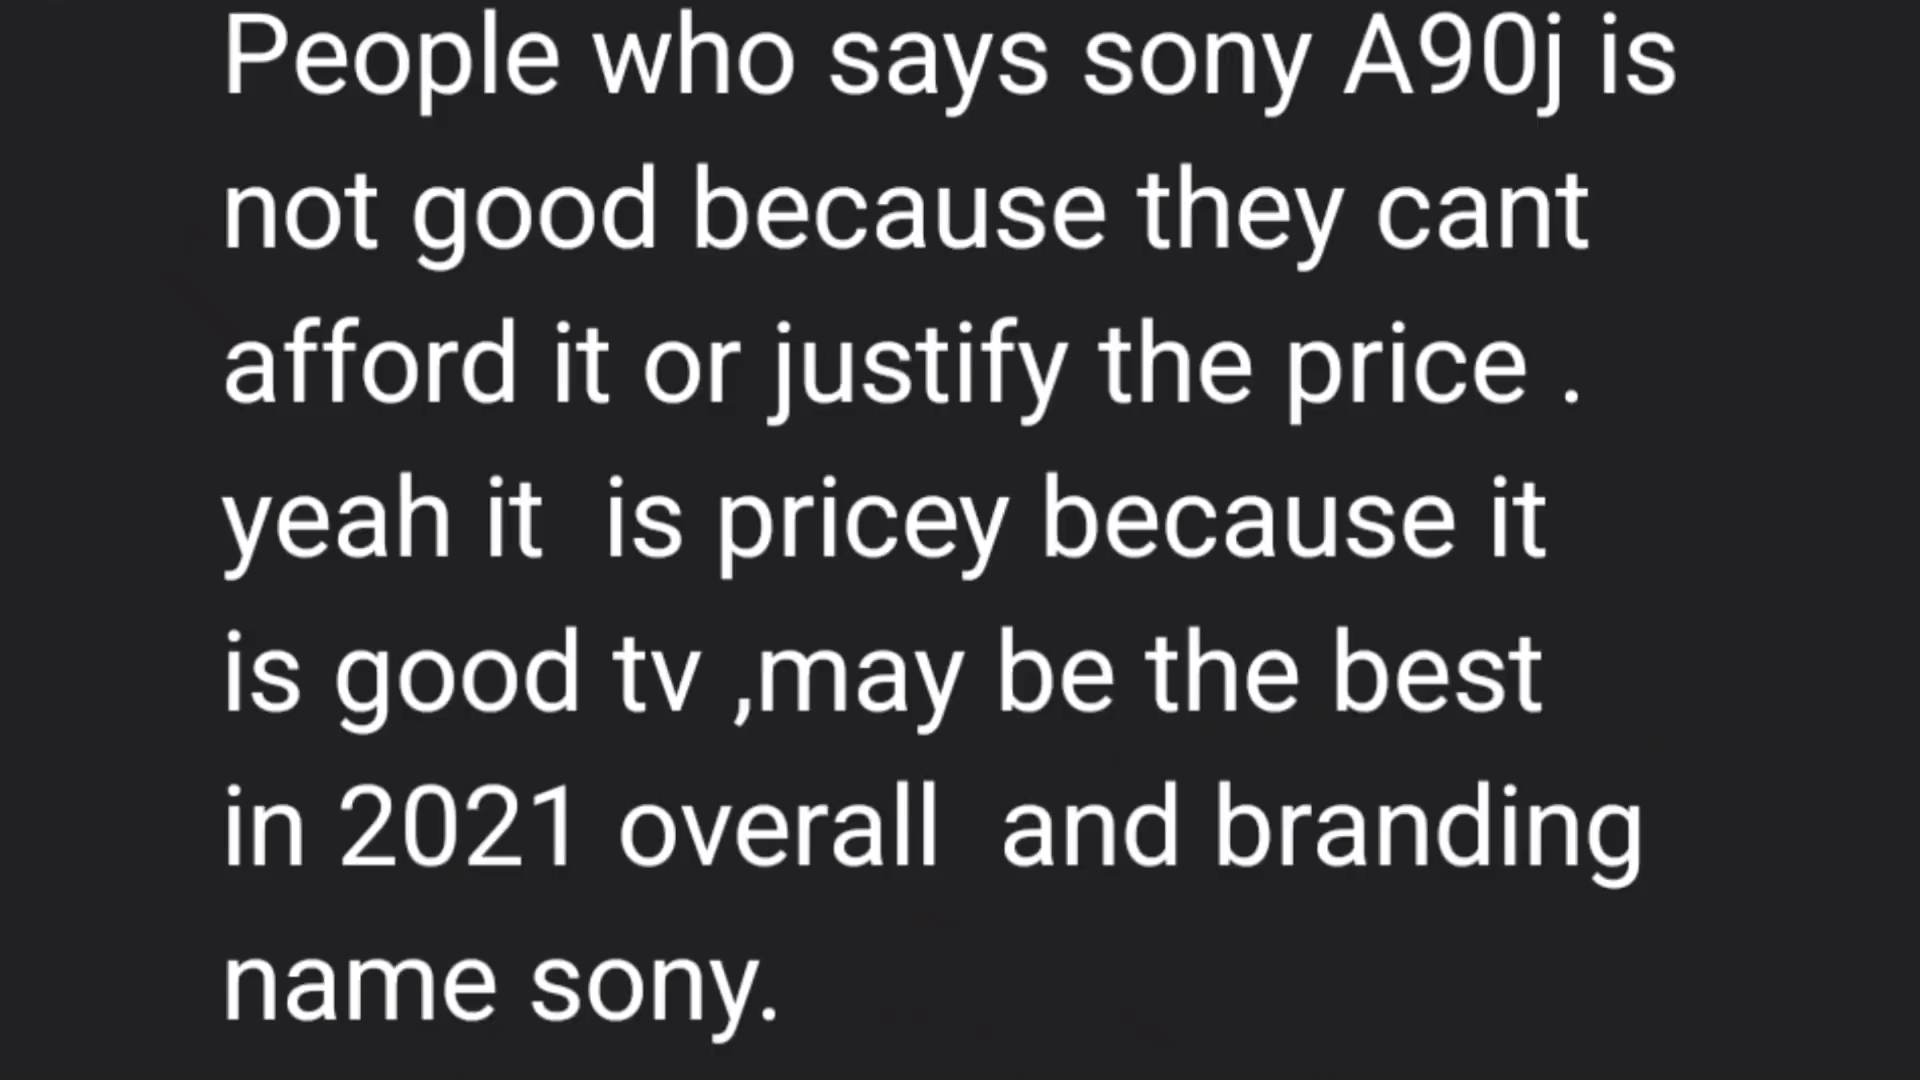 People who says sony A90j is
not good because they cant
afford it or justify the price .
yeah it  is pricey because it
is good tv ,may be the best
in 2021 overall  and branding
name sony.